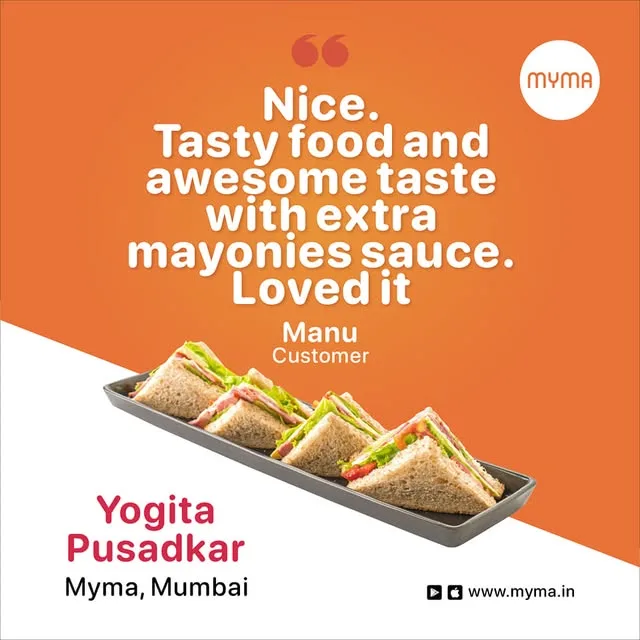 MYMA
Nice.
Tasty food and
awesome taste
with extra
mayonies sauce.
Loved it
Manu
Customer
Yogita
Pusadkar
Myma, Mumbai
www.myma.in